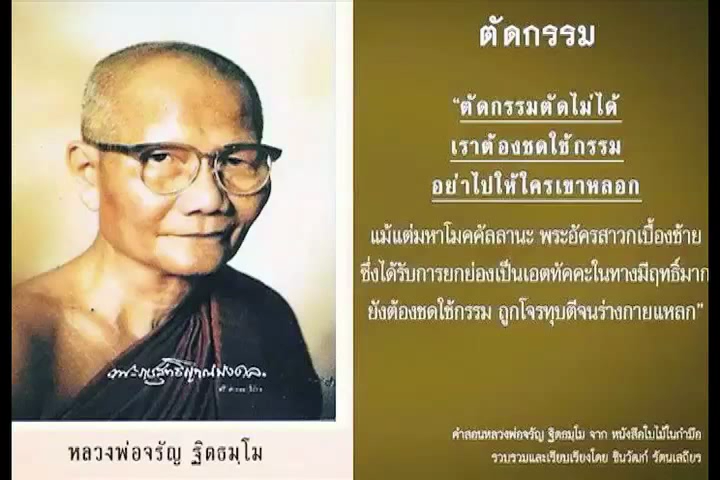 ตัดกรรม
“ตัดกรรมตัดไม่ได้
เราต้องชดใช้กรรม
อย่าไปให้ใครเขาหลอก
แม้แต่มหาโมคคัลลานะ พระอัครสาวกเบื้องซ้าย
ซึ่งได้รับการยกย่องเป็นเอตทัคคะในทางมีฤทธิ์มาก
ยังต้องชดใช้กรรม ถูกโจรทุบตีจนร่างกายแหลก”
คำสอนหลวงพ่อจรัญ ฐิตธมฺโม จาก หนังสือใบไม้ในกำมือ
รวบรวมและเรียบเรียงโดย ชินวัฒก์ รัตนเสถียร
หลวงพ่อจรัญ ฐิตธมฺโม